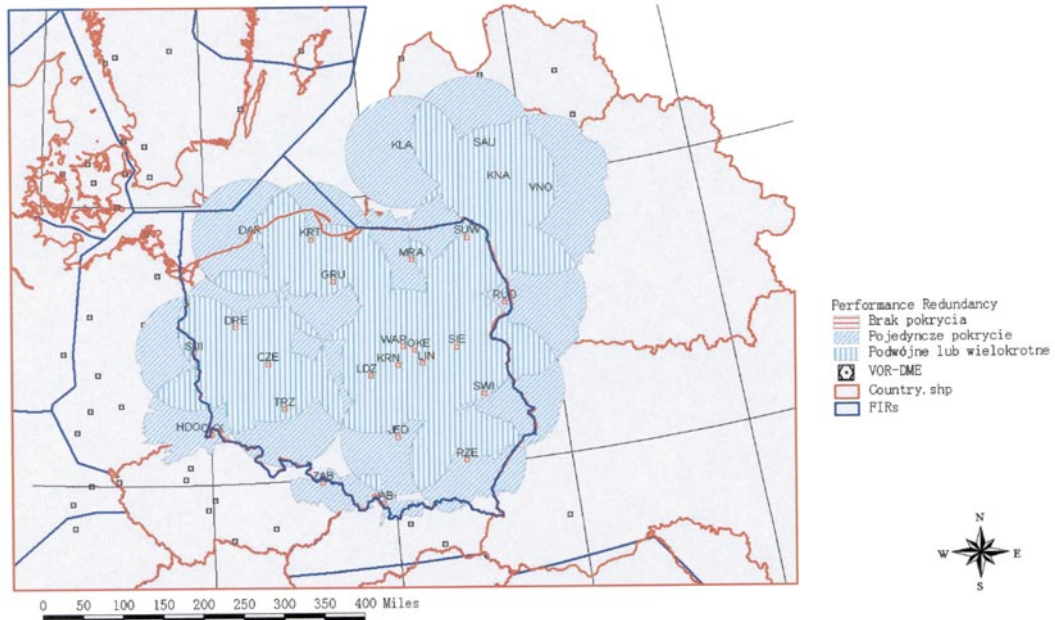 KLA
SAU
KNA
VNO
DAR
KRT
SUW
MRA
GRU
RUD
DRE
WAR
OKE
SIE
SUI
CZE
KRN
LIN
LDZ
SWI
TRZ
JED
RZE
ZAB
Performance Redundancy
Brak pokrycia
Pojedyncze pokrycie
Podwójne lub wielokrotne
VOR-DME
Country.shp
FIRs
N
W E
S
0 50 100 150 200 250 300 350 400 Miles